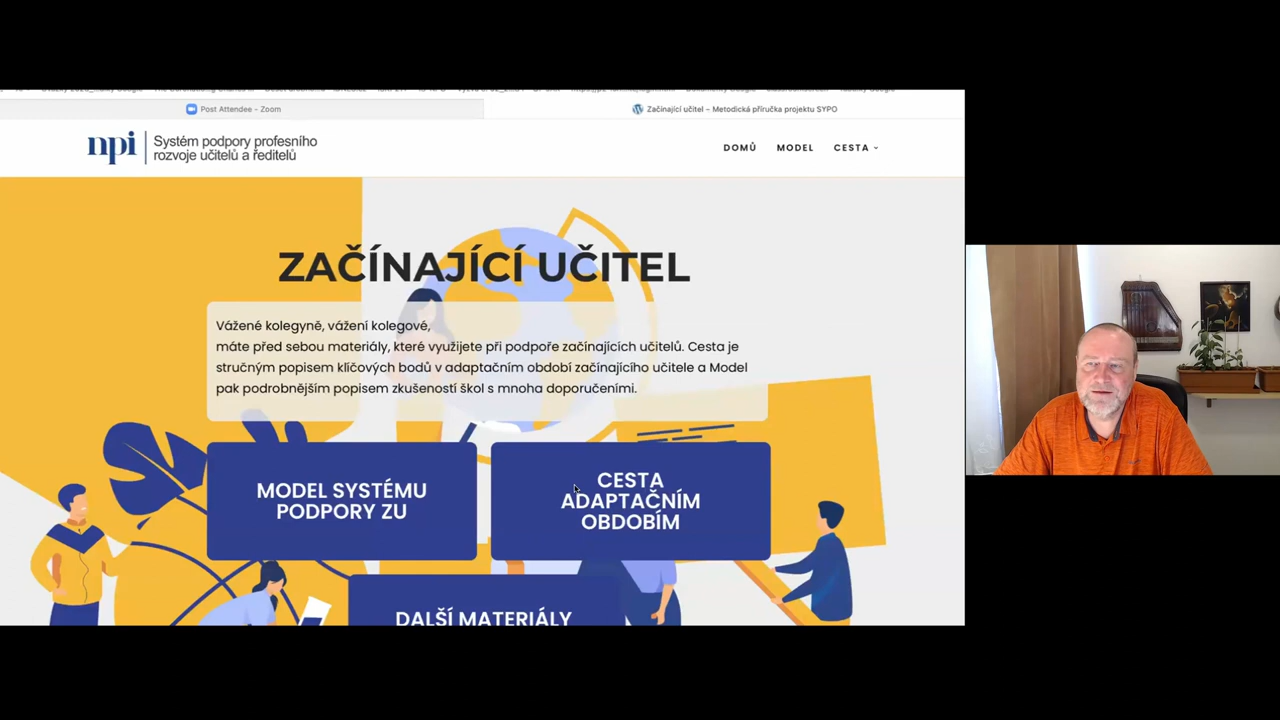 Post Attendee - Zoom
Začínající učitel – Metodická příručka projektu SYPO
npi
Systém podpory profesního
rozvoje učitelů a ředitelů
DOMŮ
MODEL
CESTA
ZAČÍNAJÍCÍ UČITEL
Vážené kolegyně, vážení kolegové,
máte před sebou materiály, které využijete při podpoře začínajících učitelů. Cesta je
stručným popisem klíčových bodů v adaptačním období začínajícího učitele a Model
pak podrobnějším popisem zkušeností škol s mnoha doporučeními.
MODEL SYSTÉMU
PODPORY ZU
CESTA
ADAPTAČNÍM
OBDOBÍM
DALŠÍ MATERIÁLY